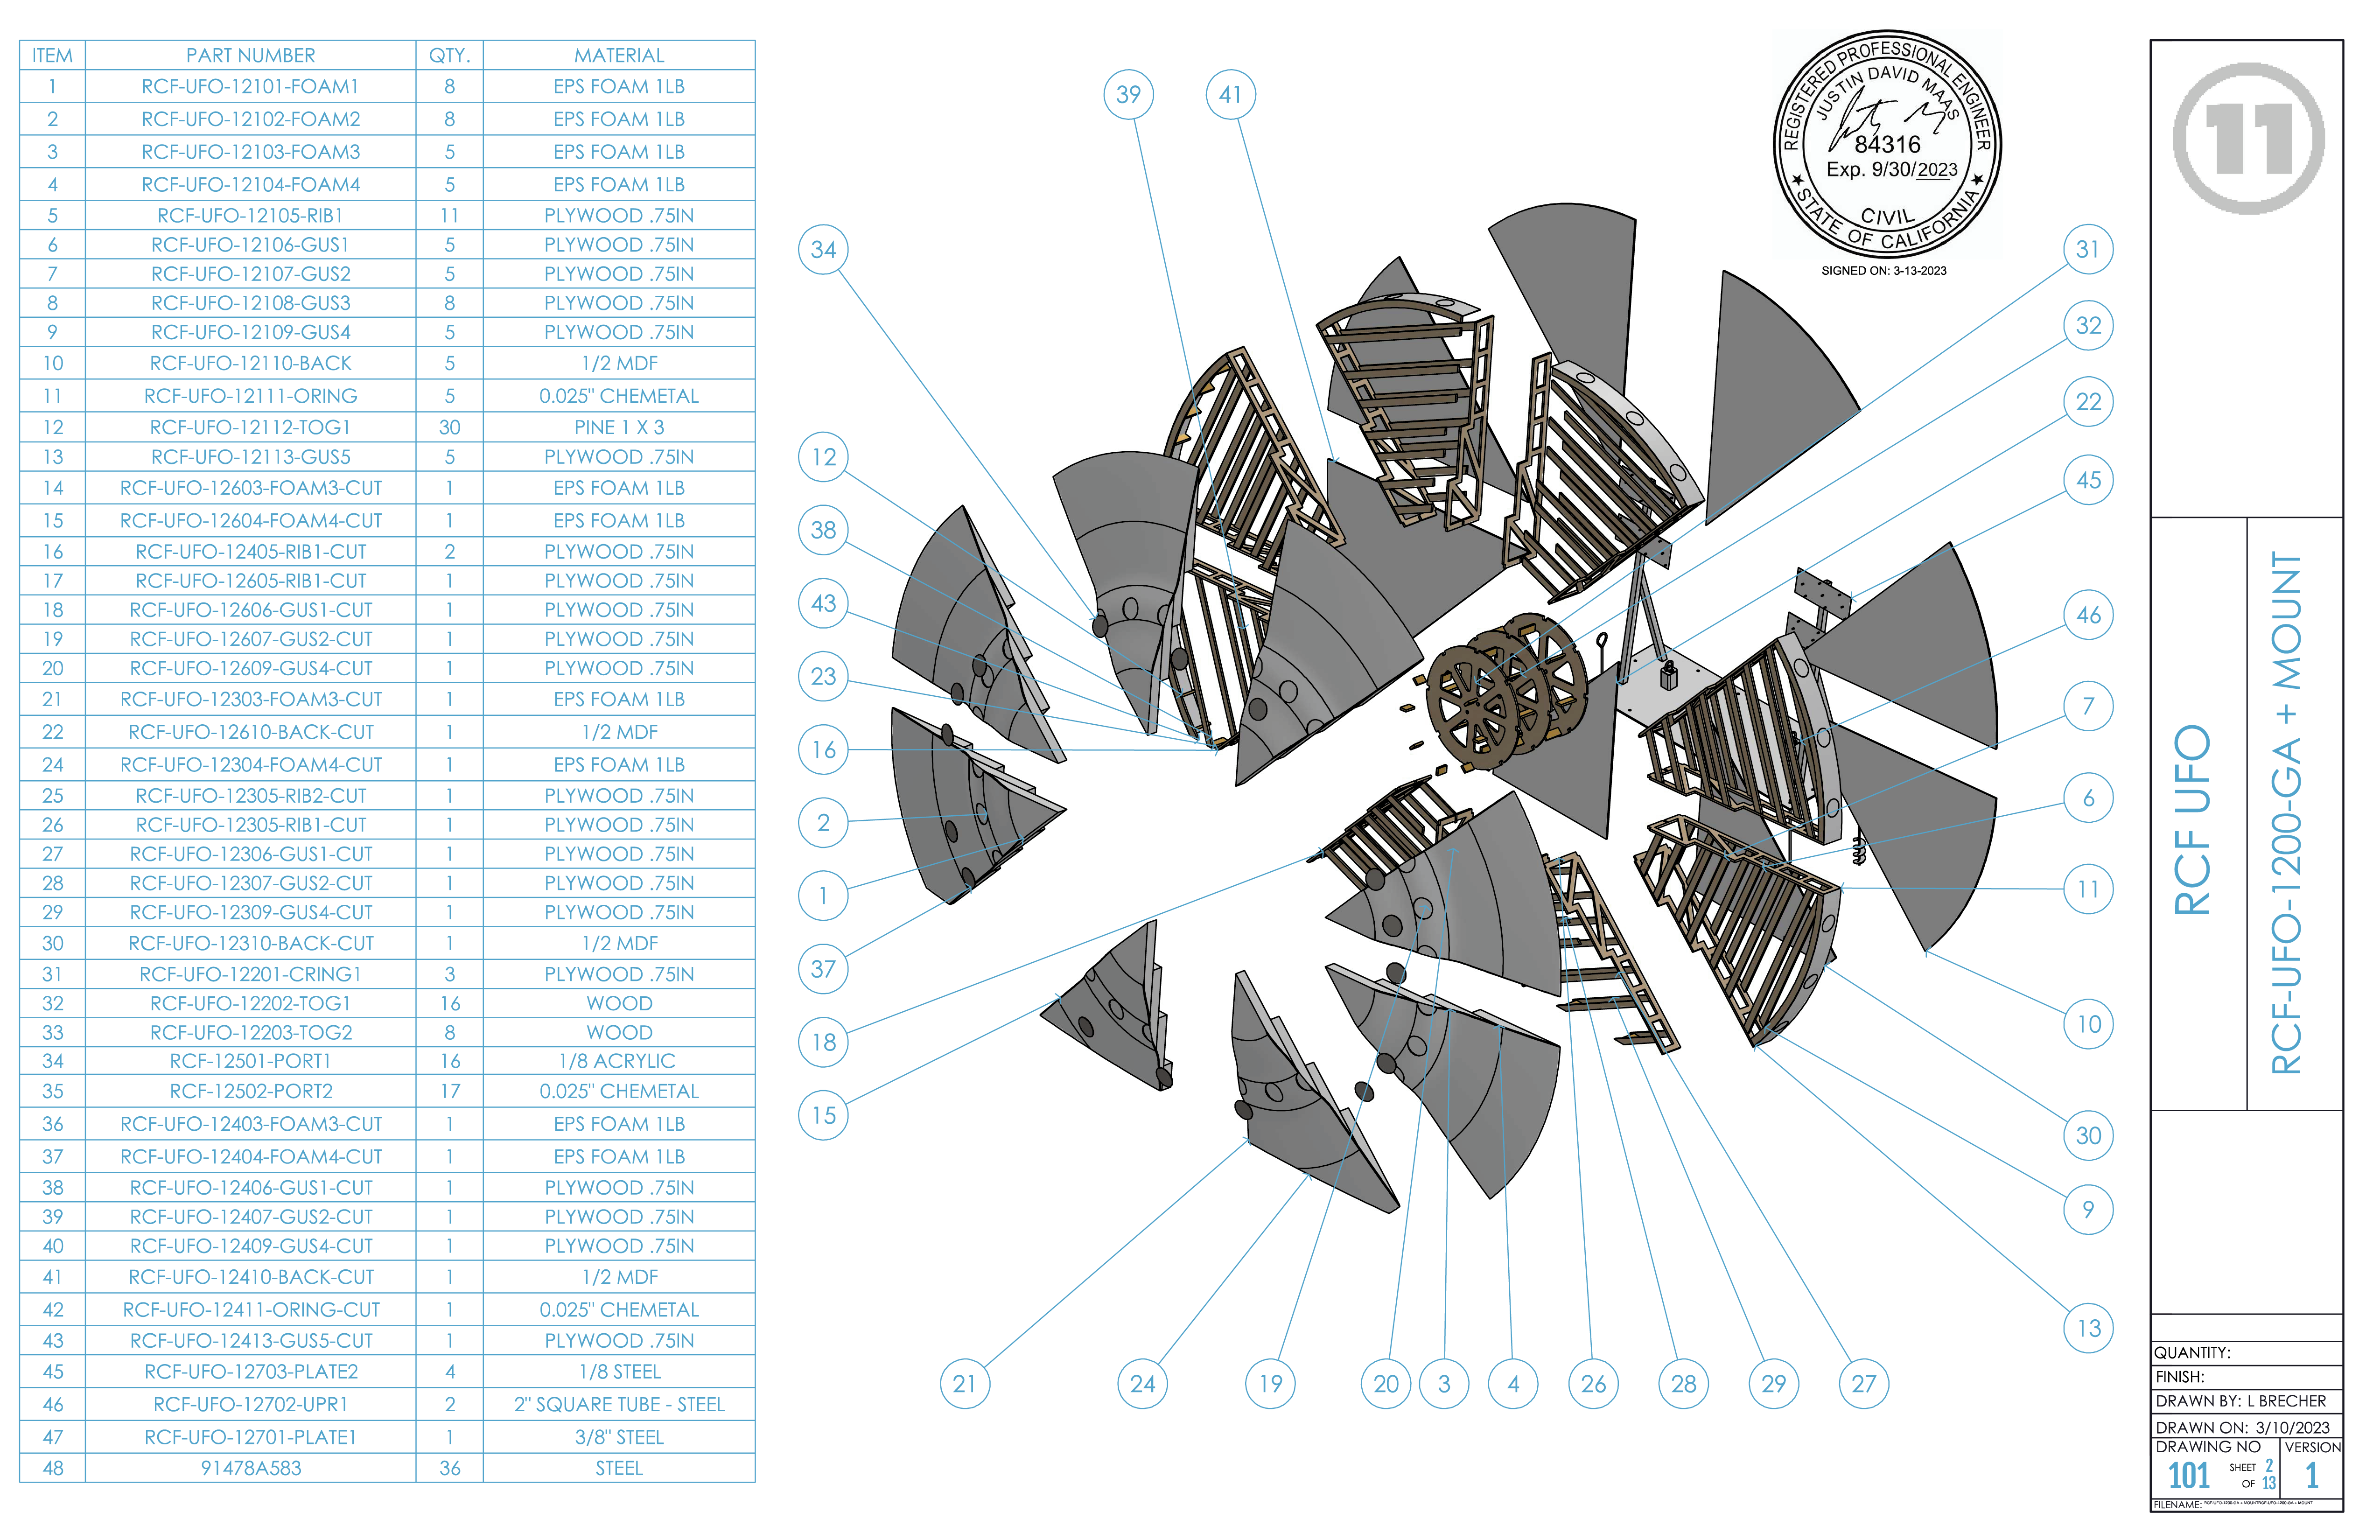 ITEM PART NUMBER QTY. MATERIAL
1 RCF-UFO-12101-FOAM1 8 EPS FOAM 1LB
2 RCF-UFO-12102-FOAM2 8 EPS FOAM 1LB
3 RCF-UFO-12103-FOAM3 5 EPS FOAM 1LB
4 RCF-UFO-12104-FOAM4 5 EPS FOAM 1LB
5 RCF-UFO-12105-RIB1 11 PLYWOOD .75IN
6 RCF-UFO-12106-GUS1 5 PLYWOOD .75IN
7 RCF-UFO-12107-GUS2 5 PLYWOOD .75IN
8 RCF-UFO-12108-GUS3 8 PLYWOOD .75IN
9 RCF-UFO-12109-GUS4 5 PLYWOOD .75IN
10 RCF-UFO-12110-BACK 5 1/2 MDF
11 RCF-UFO-12111-ORING 5 0.025" CHEMETAL
12 RCF-UFO-12112-TOG1 30 PINE 1 X 3
13 RCF-UFO-12113-GUS5 5 PLYWOOD .75IN
14 RCF-UFO-12603-FOAM3-CUT 1 EPS FOAM 1LB
15 RCF-UFO-12604-FOAM4-CUT 1 EPS FOAM 1LB
16 RCF-UFO-12405-RIB1-CUT 2 PLYWOOD .75IN
17 RCF-UFO-12605-RIB1-CUT 1 PLYWOOD .75IN
18 RCF-UFO-12606-GUS1-CUT 1 PLYWOOD .75IN
19 RCF-UFO-12607-GUS2-CUT 1 PLYWOOD .75IN
20 RCF-UFO-12609-GUS4-CUT 1 PLYWOOD .75IN
21 RCF-UFO-12303-FOAM3-CUT 1 EPS FOAM 1LB
22 RCF-UFO-12610-BACK-CUT 1 1/2 MDF
24 RCF-UFO-12304-FOAM4-CUT 1 EPS FOAM 1LB
25 RCF-UFO-12305-RIB2-CUT 1 PLYWOOD .75IN
26 RCF-UFO-12305-RIB1-CUT 1 PLYWOOD .75IN
27 RCF-UFO-12306-GUS1-CUT 1 PLYWOOD .75IN
28 RCF-UFO-12307-GUS2-CUT 1 PLYWOOD .75IN
29 RCF-UFO-12309-GUS4-CUT 1 PLYWOOD .75IN
30 RCF-UFO-12310-BACK-CUT 1 1/2 MDF
31 RCF-UFO-12201-CRING1 3 PLYWOOD .75IN
32 RCF-UFO-12202-TOG1 16 WOOD
33 RCF-UFO-12203-TOG2 8 WOOD
34 RCF-12501-PORT1 16 1/8 ACRYLIC
35 RCF-12502-PORT2 17 0.025" CHEMETAL
36 RCF-UFO-12403-FOAM3-CUT 1 EPS FOAM 1LB
37 RCF-UFO-12404-FOAM4-CUT 1 EPS FOAM 1LB
38 RCF-UFO-12406-GUS1-CUT 1 PLYWOOD .75IN
39 RCF-UFO-12407-GUS2-CUT 1 PLYWOOD .75IN
40 RCF-UFO-12409-GUS4-CUT 1 PLYWOOD .75IN
41 RCF-UFO-12410-BACK-CUT 1 1/2 MDF
42 RCF-UFO-12411-ORING-CUT 1 0.025" CHEMETAL
43 RCF-UFO-12413-GUS5-CUT 1 PLYWOOD .75IN
45 RCF-UFO-12703-PLATE2 4 1/8 STEEL
46 RCF-UFO-12702-UPR1 2 2" SQUARE TUBE - STEEL
47 RCF-UFO-12701-PLATE1 1 3/8" STEEL
48 91478A583 36 STEEL
39
41
34
12
38
43
23
16
2
1
37
18
15
21
24
19
20
3
4
26
28
29
27
31
32
22
45
46
7
6
11
10
30
9
13
REGISTERED PROFESSIONAL ENGINEER
JUSTIN DAVID MAAS
84316
Exp. 9/30/2023
CIVIL
★ STATE OF CALIFORNIA ★
SIGNED ON: 3-13-2023
11
RCF UFO
RCF-UFO-1200-GA + MOUNT
QUANTITY:
FINISH:
DRAWN BY: L BRECHER
DRAWN ON: 3/10/2023
DRAWING NO
101
SHEET 2
OF 13
VERSION
1
FILENAME: